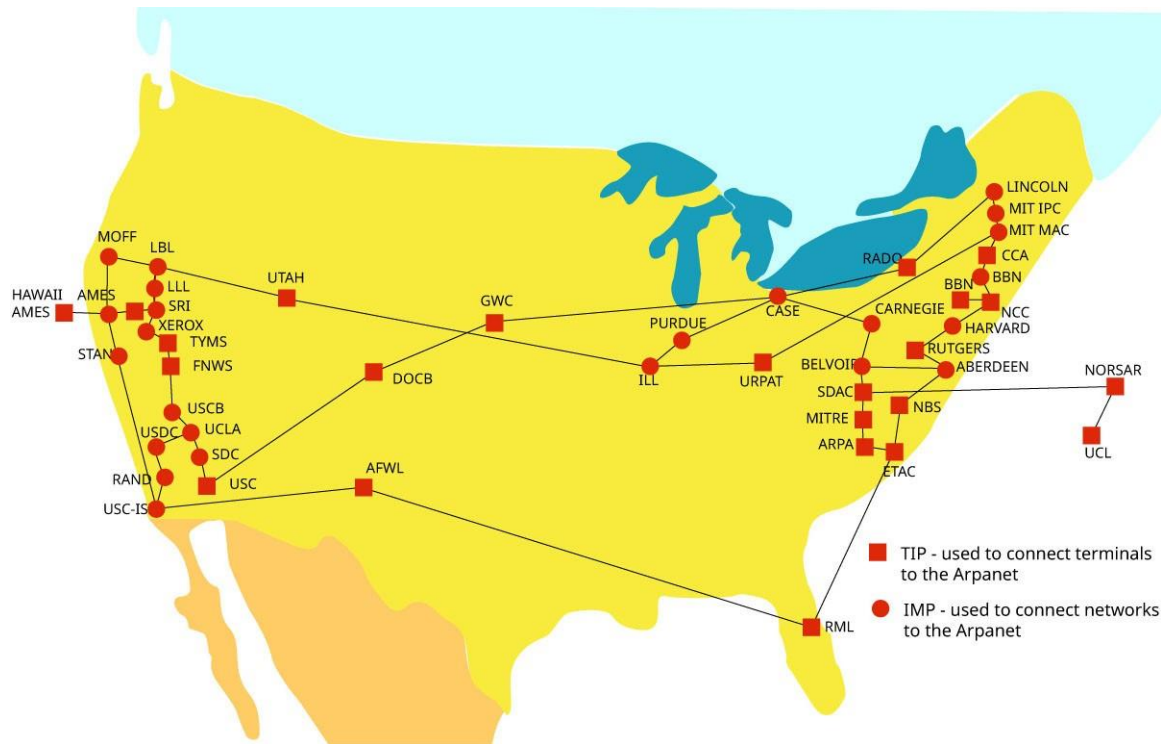 LINCOLN
MIT IPC
MIT MAC
MOFF
LBL
CCA
RADO
UTAH
LLL
BBN
BBN
HAWAII
AMES
AMES
SRI
GWC
NCC
CASE
CARNEGIE
XEROX
PURDUE
HARVARD
TYMS
STAN
RUTGERS
FNWS
BELVOIR
ABERDEEN
NORSAR
DOCB
ILL
URPAT
SDAC
USCB
NBS
MITRE
USDC
UCLA
ARPA
SDC
UCL
AFWL
ETAC
RAND
USC
USC-IS
TIP - used to connect terminals
to the Arpanet
IMP - used to connect networks
to the Arpanet
RML